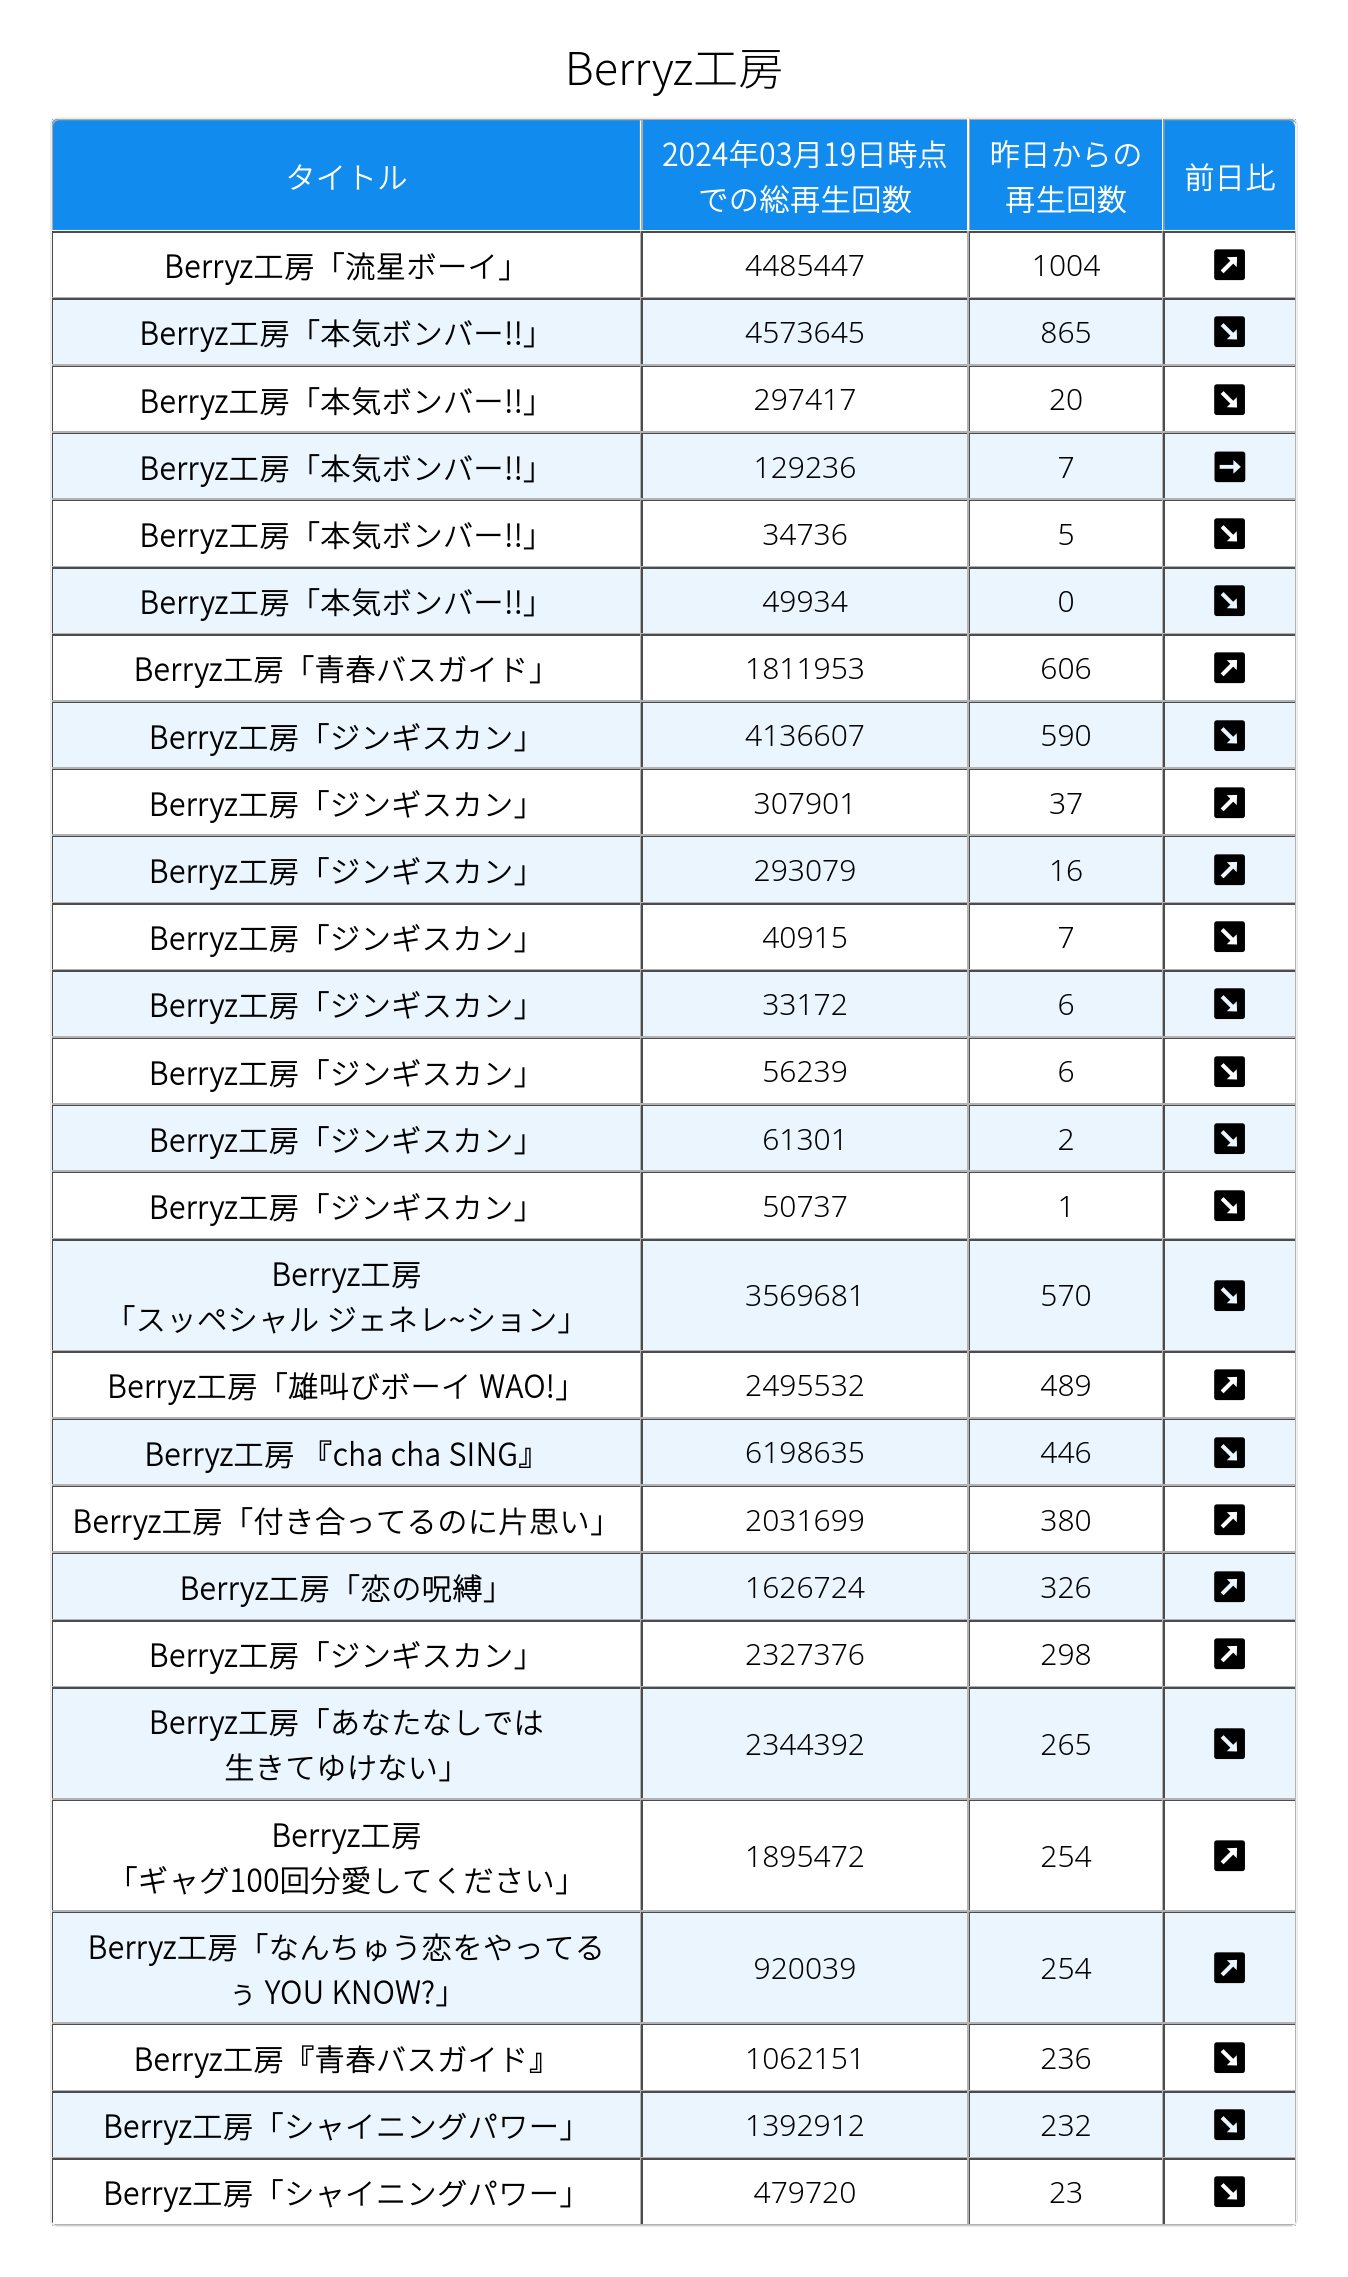 Berryz工房
タイトル
2024年03月19日時点
での総再生回数
昨日からの
再生回数
前日比
Berryz工房「流星ボーイ」 4485447 1004 ↗
Berryz工房「本気ボンバー!!」 4573645 865 ↘
Berryz工房「本気ボンバー!!」 297417 20 ↘
Berryz工房「本気ボンバー!!」 129236 7 →
Berryz工房「本気ボンバー!!」 34736 5 ↘
Berryz工房「本気ボンバー!!」 49934 0 ↘
Berryz工房「青春バスガイド」 1811953 606 ↗
Berryz工房「ジンギスカン」 4136607 590 ↘
Berryz工房「ジンギスカン」 307901 37 ↗
Berryz工房「ジンギスカン」 293079 16 ↗
Berryz工房「ジンギスカン」 40915 7 ↘
Berryz工房「ジンギスカン」 33172 6 ↘
Berryz工房「ジンギスカン」 56239 6 ↘
Berryz工房「ジンギスカン」 61301 2 ↘
Berryz工房「ジンギスカン」 50737 1 ↘
Berryz工房
「スッペシャル ジェネレ~ション」 3569681 570 ↘
Berryz工房「雄叫びボーイ WAO!」 2495532 489 ↗
Berryz工房 『cha cha SING』 6198635 446 ↘
Berryz工房「付き合ってるのに片思い」 2031699 380 ↗
Berryz工房「恋の呪縛」 1626724 326 ↗
Berryz工房「ジンギスカン」 2327376 298 ↗
Berryz工房「あなたなしでは
生きてゆけない」 2344392 265 ↘
Berryz工房
「ギャグ100回分愛してください」 1895472 254 ↗
Berryz工房「なんちゅう恋をやってる
ぅ YOU KNOW?」 920039 254 ↗
Berryz工房『青春バスガイド』 1062151 236 ↘
Berryz工房「シャイニングパワー」 1392912 232 ↘
Berryz工房「シャイニングパワー」 479720 23 ↘